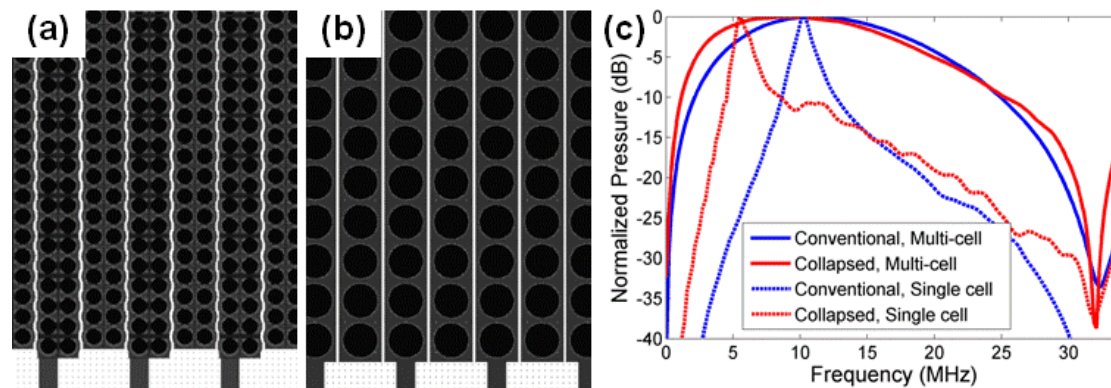 (a)
(b)
(c)
Normalized Pressure (dB)
0
-5
-10
-15
-20
-25
-30
-35
-40
Conventional, Multi-cell
Collapsed, Multi-cell
Conventional, Single cell
Collapsed, Single cell
0 5 10 15 20 25 30
Frequency (MHz)